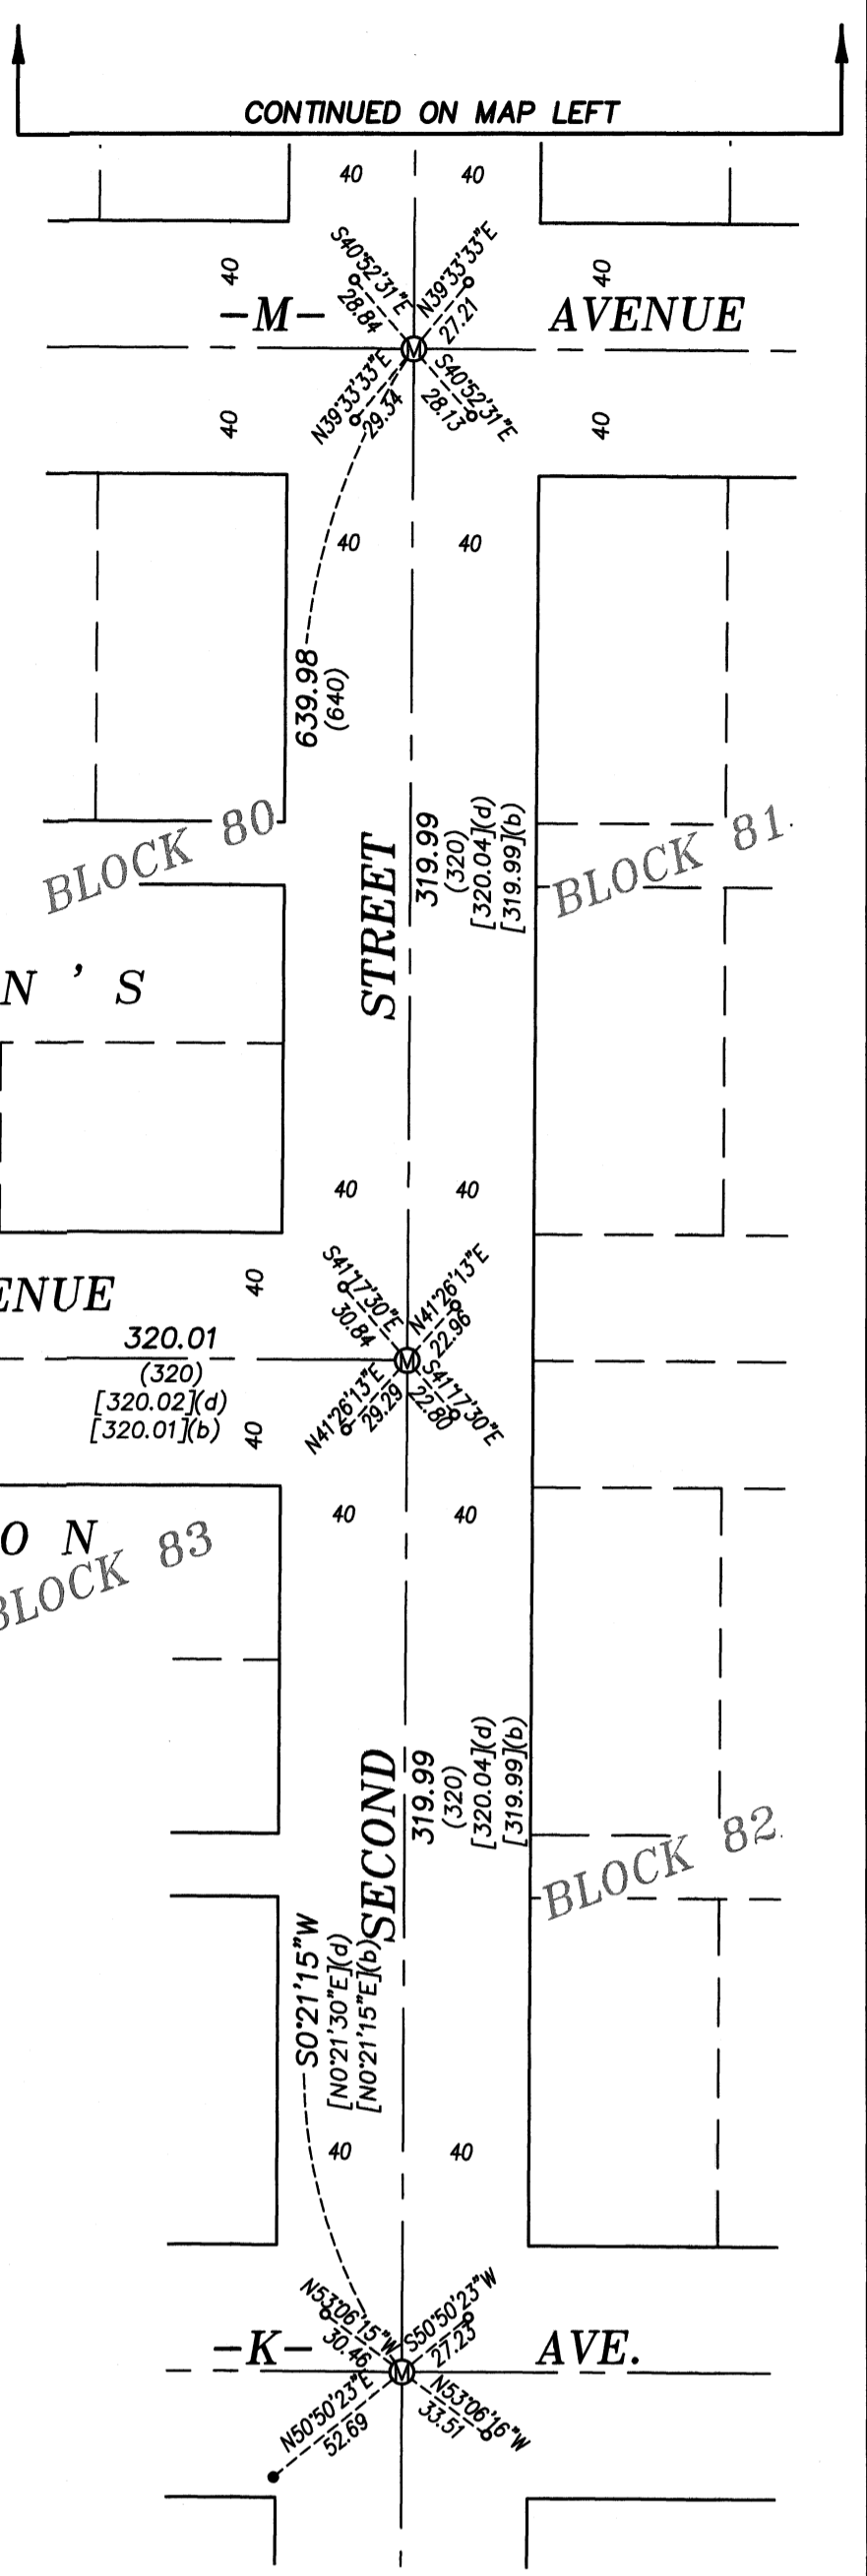 CONTINUED ON MAP LEFT
40 40
S40°52'31"E
28.84
N39°33'33"E
27.21
40 40
-M- AVENUE
M
N39°33'33"E
29.34
S40°52'31"E
28.13
40 40
40 40
639.98
(640)
BLOCK 80
STREET
319.99
(320)
[320.04](d)
[319.99](b)
BLOCK 81
N ' S
40 40
S41°17'30"E
30.84
N41°26'13"E
22.96
ENUE
40
320.01
(320)
[320.02](d)
[320.01](b)
40
M
N41°26'13"E
29.29
S41°17'30"E
22.80
40 40
O N
BLOCK 83
SECOND
319.99
(320)
[320.04](d)
[319.99](b)
BLOCK 82
S0°21'15"W
[N0°21'30"E](d)
[N0°21'15"E](b)
40 40
N53°06'15"W
30.46
S50°50'23"W
27.23
-K- AVE.
M
N50°50'23"E
52.69
N53°06'16"W
33.51